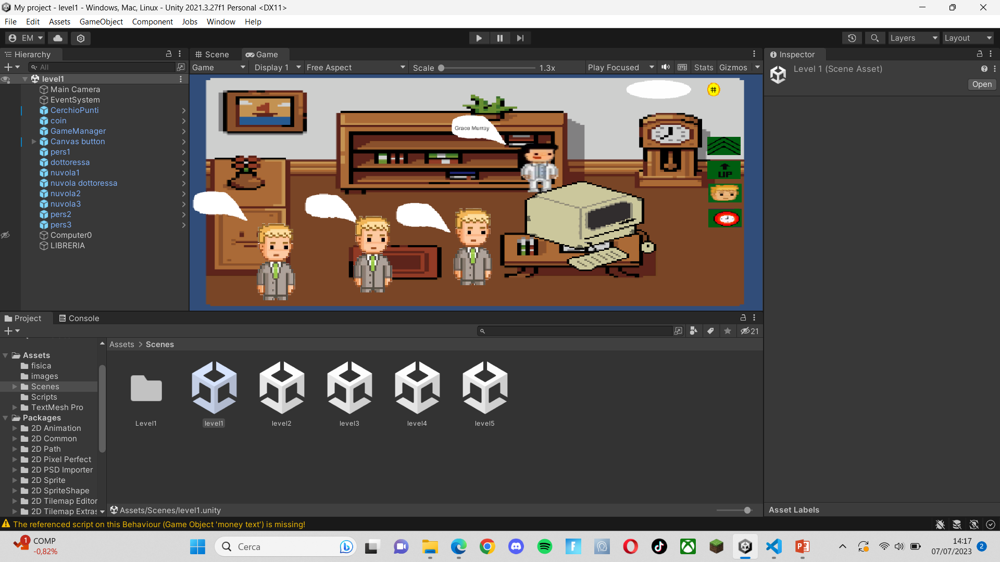 My project - level1 - Windows, Mac, Linux - Unity 2021.3.27f1 Personal <DX11>
File Edit Assets GameObject Component Jobs Window Help
EM
Layers
Layout
Hierarchy
All
level1
Main Camera
EventSystem
CerchioPunti
coin
GameManager
Canvas button
pers1
dottoressa
nuvola1
nuvola dottoressa
nuvola2
nuvola3
pers2
pers3
Computer0
LIBRERIA
Scene
Game
Game
Display 1
Free Aspect
Scale
1.3x
Play Focused
Stats
Gizmos
Grace Murray
#
UP
Inspector
Level 1 (Scene Asset)
Open
Project
Console
21
Assets
fisica
images
Scenes
Scripts
TextMesh Pro
Packages
2D Animation
2D Common
2D Path
2D Pixel Perfect
2D PSD Importer
2D Sprite
2D SpriteShape
2D Tilemap Editor
2D Tilemap Extras
Assets > Scenes
Level1
level1
level2
level3
level4
level5
Assets/Scenes/level1.unity
Asset Labels
The referenced script on this Behaviour (Game Object 'money text') is missing!
1
COMP
-0,82%
Cerca
14:17
07/07/2023
2